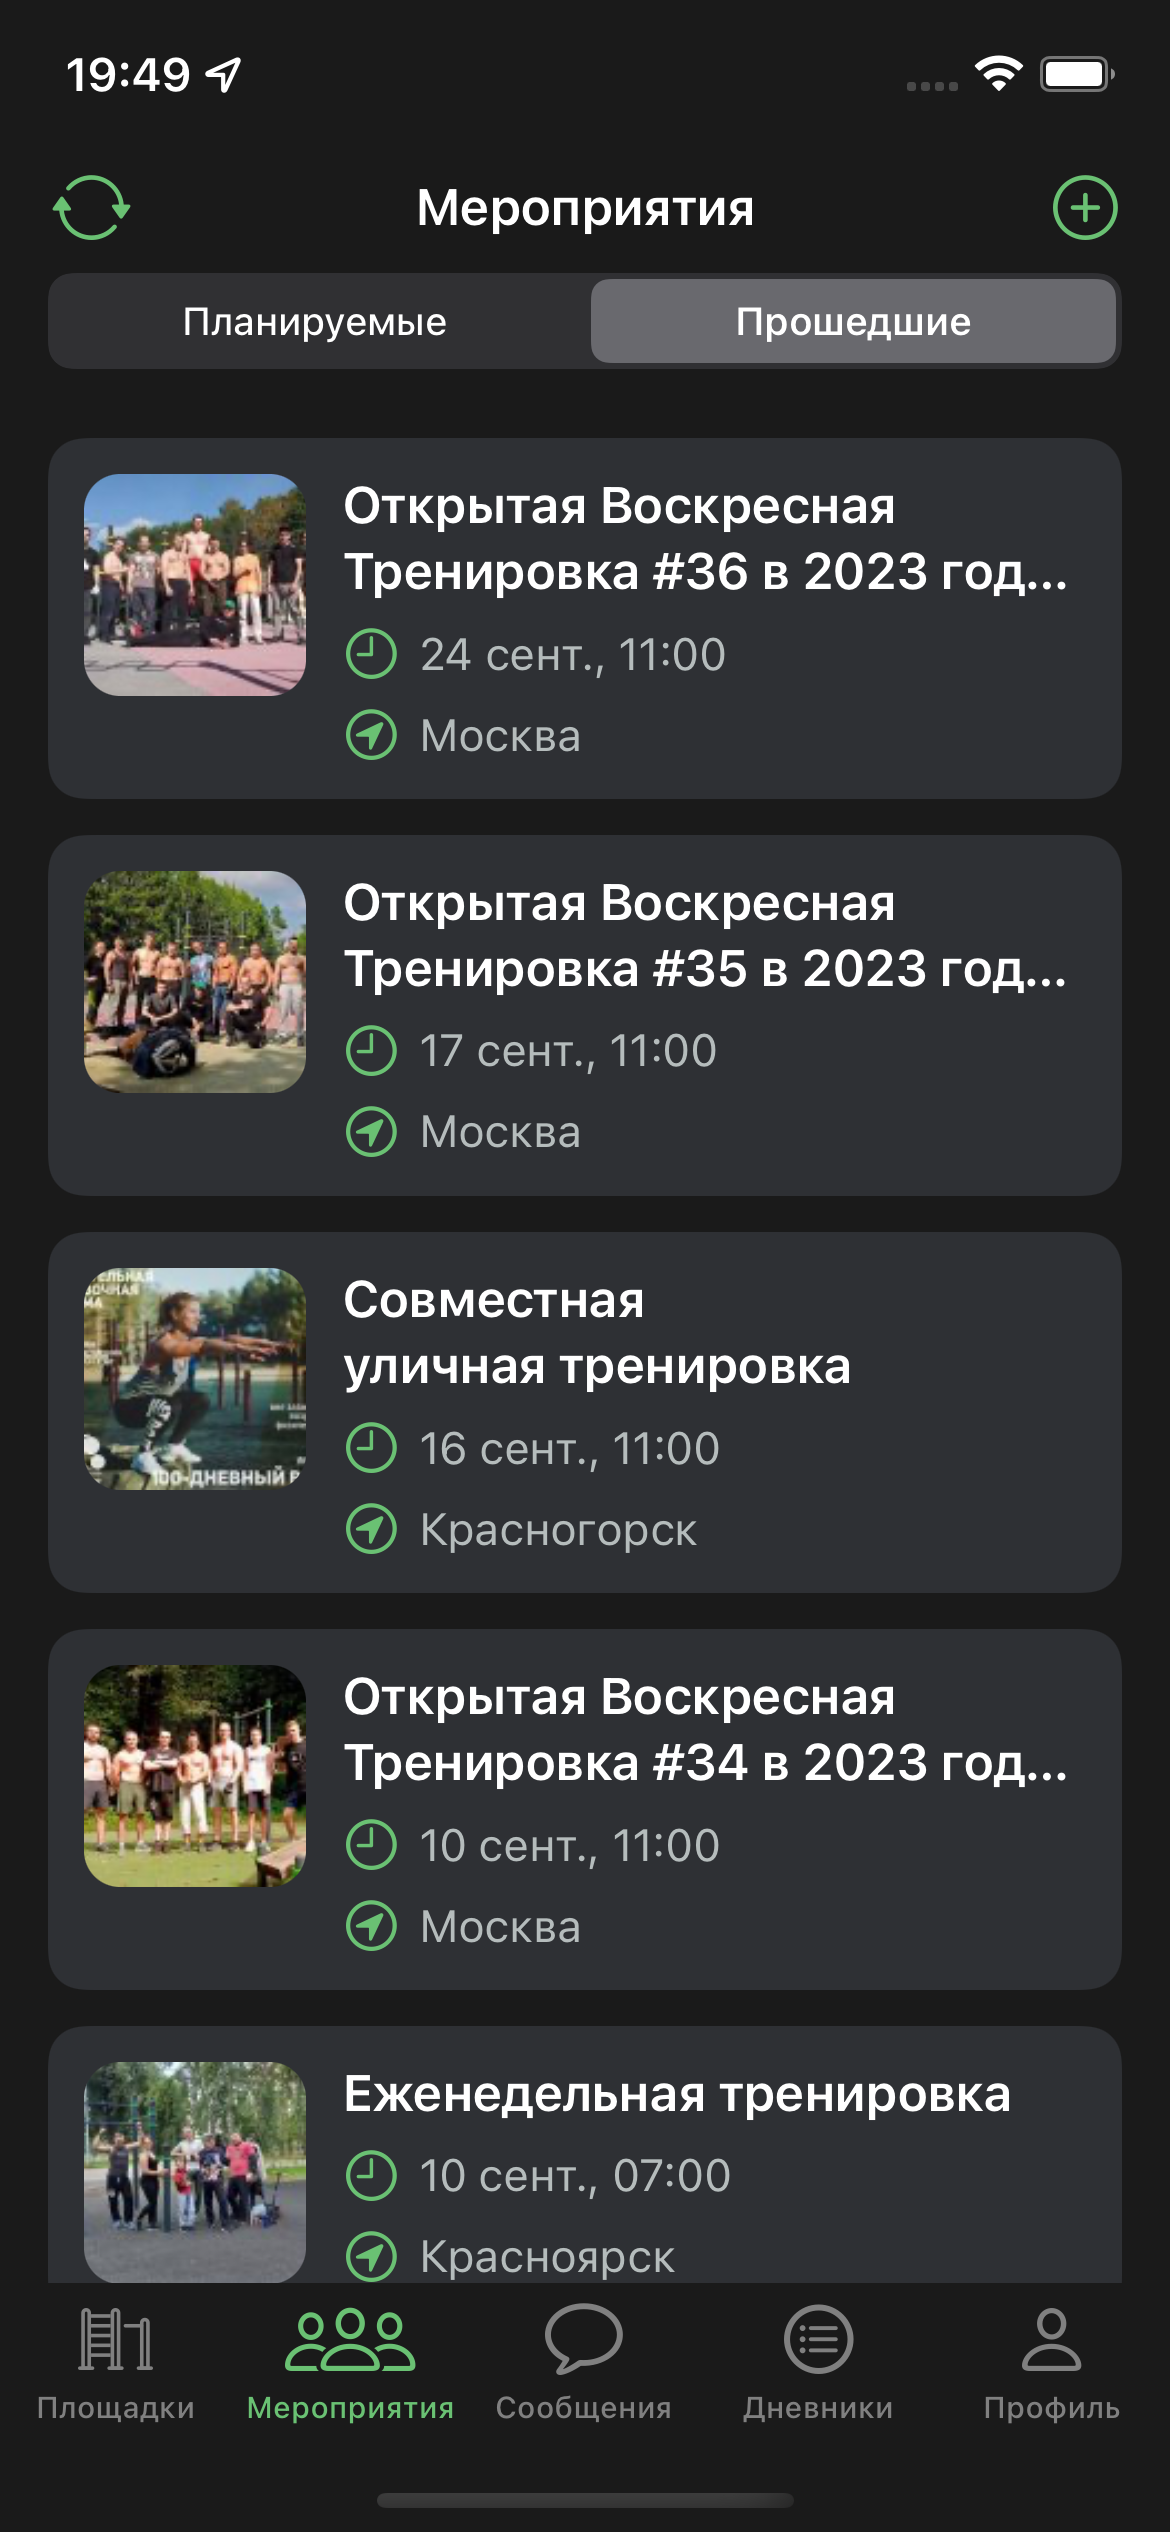 19:49
Мероприятия
Планируемые
Прошедшие
Открытая Воскресная
Тренировка #36 в 2023 год...
24 сент., 11:00
Москва
Открытая Воскресная
Тренировка #35 в 2023 год...
17 сент., 11:00
Москва
ЕЛЬНАЯ
ВОЧНАЯ
МА
100-ДНЕВНЫЙ В
Совместная
уличная тренировка
16 сент., 11:00
Красногорск
Открытая Воскресная
Тренировка #34 в 2023 год...
10 сент., 11:00
Москва
Еженедельная тренировка
10 сент., 07:00
Красноярск
Площадки
Мероприятия
Сообщения
Дневники
Профиль